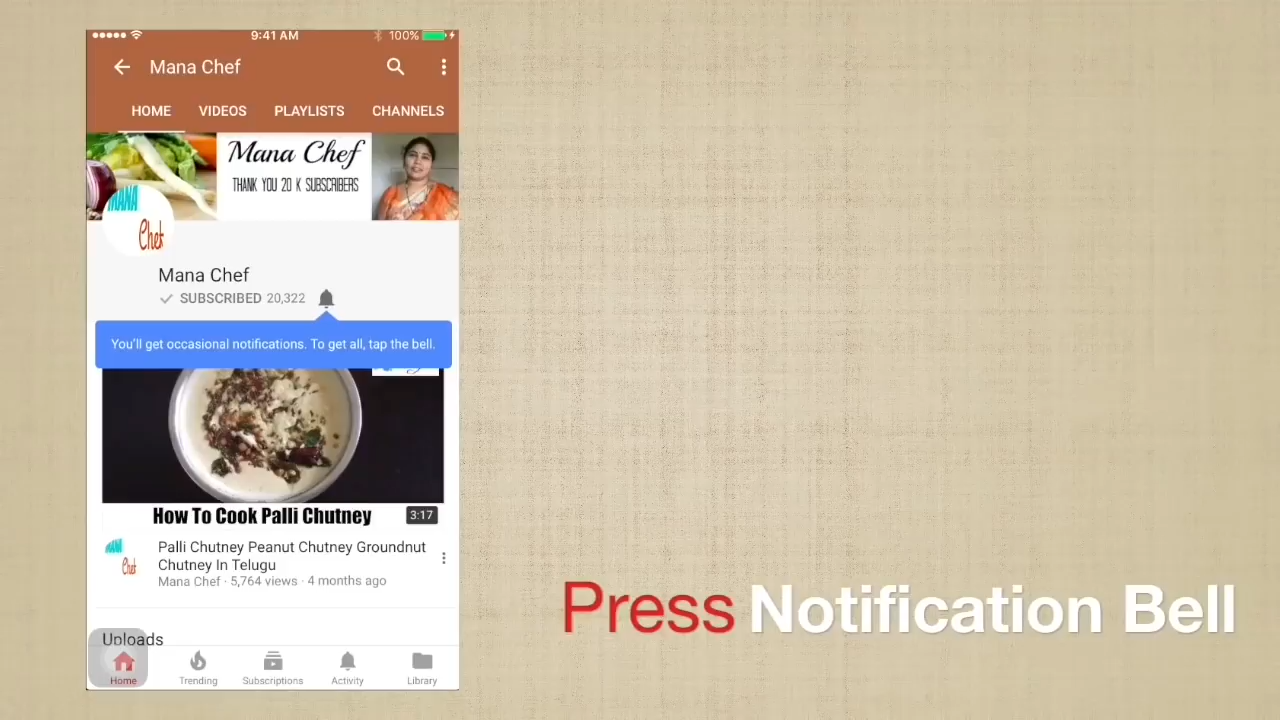 9:41 AM
100%
Mana Chef
HOME VIDEOS PLAYLISTS CHANNELS
Mana Chef
THANK YOU 20 K SUBSCRIBERS
MANA
Chef
Mana Chef
SUBSCRIBED 20,322
You'll get occasional notifications. To get all, tap the bell.
How To Cook Palli Chutney
3:17
Palli Chutney Peanut Chutney Groundnut
Chutney In Telugu
Mana Chef · 5,764 views · 4 months ago
Uploads
Home Trending Subscriptions Activity Library
Press Notification Bell